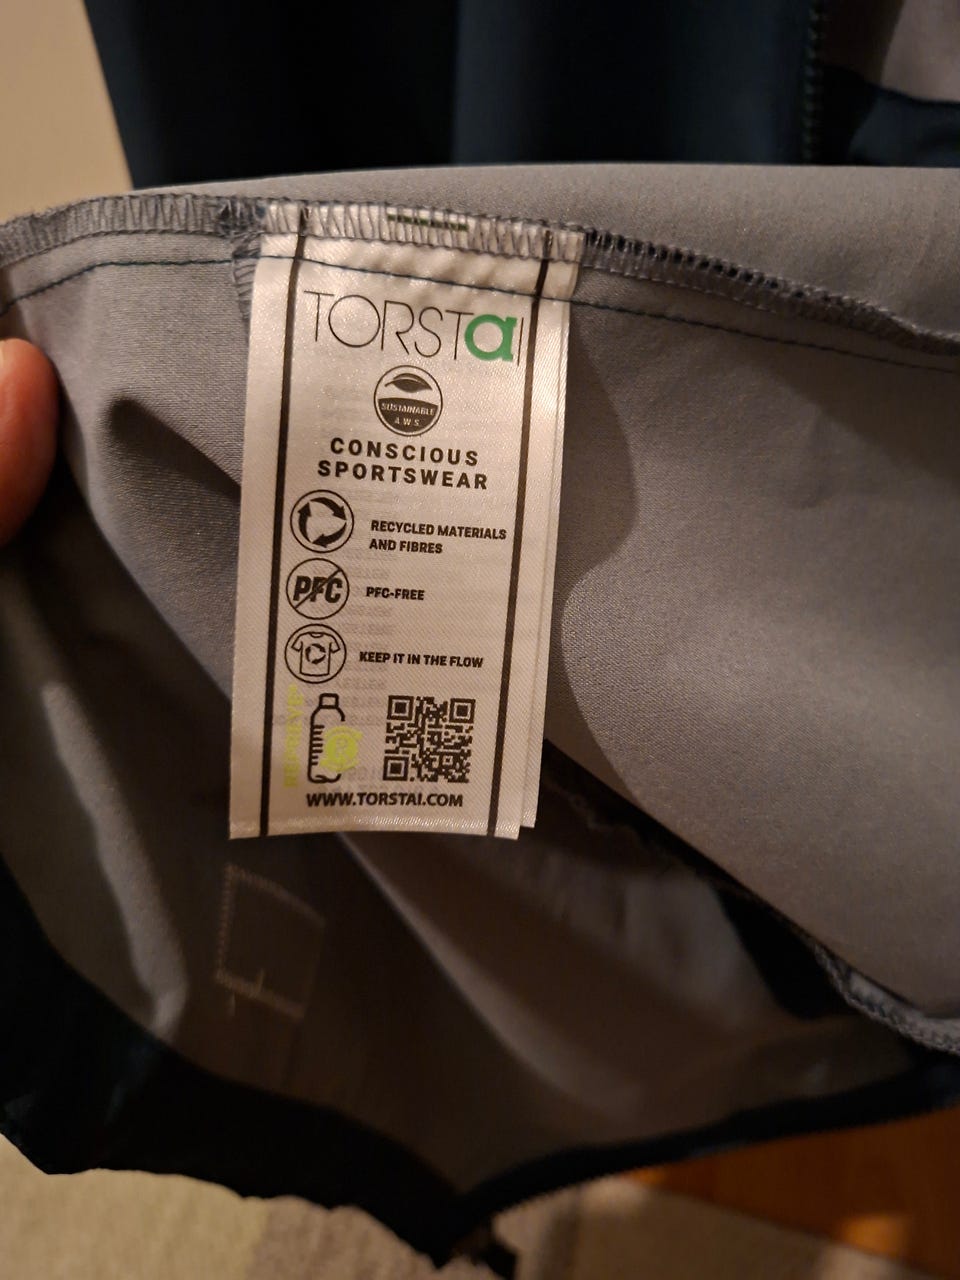 TORSTaI
SUSTAINABLE
A.W.S.
CONSCIOUS
SPORTSWEAR
RECYCLED MATERIALS
AND FIBRES
PFC
PFC-FREE
KEEP IT IN THE FLOW
REPREVE
WWW.TORSTAI.COM